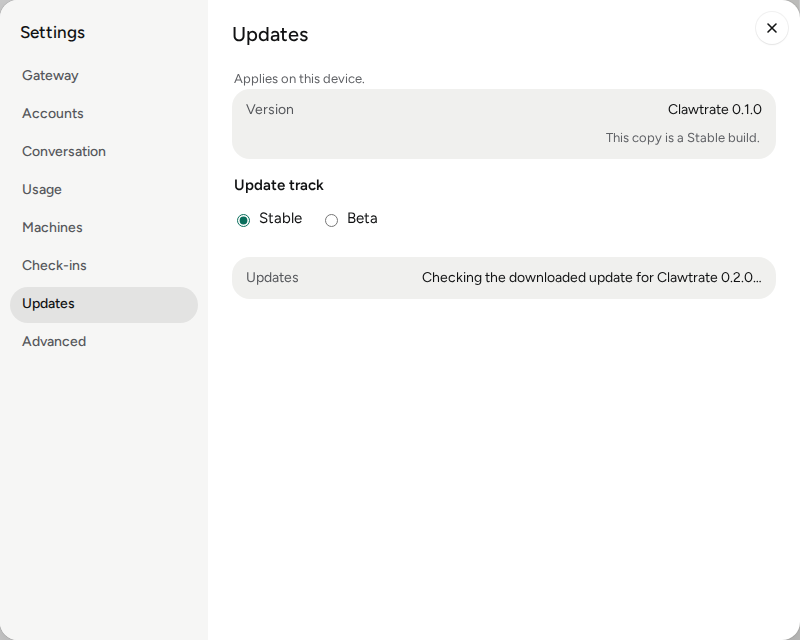 Settings
Gateway
Accounts
Conversation
Usage
Machines
Check-ins
Updates
Advanced
Updates
Applies on this device.
Version
Clawtrate 0.1.0
This copy is a Stable build.
Update track
Stable
Beta
Updates
Checking the downloaded update for Clawtrate 0.2.0...